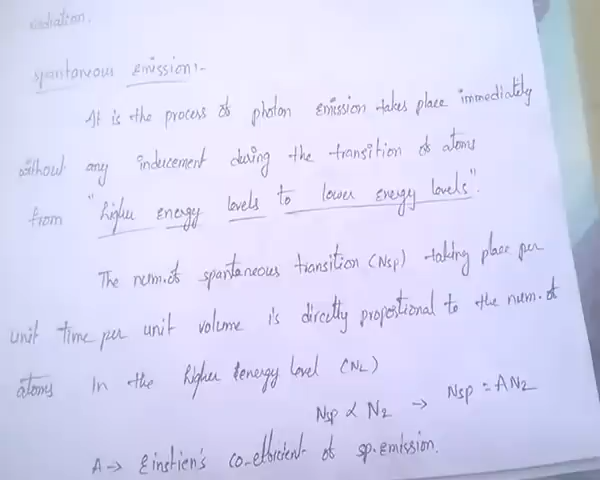 radiation.
spontaneous emission:-
It is the process of photon emission takes place immediately
without any inducement during the transition of atoms
from "higher energy levels to lower energy levels".
The num.of spontaneous transition (Nsp) taking place per
unit time per unit volume is directly propostional to the num.of
atoms In the higher energy level (N2)
Nsp ∝ N2 → Nsp = AN2
A → Einstien's co-efficient of sp.emission.